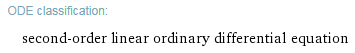 ODE classification:
second-order linear ordinary differential equation